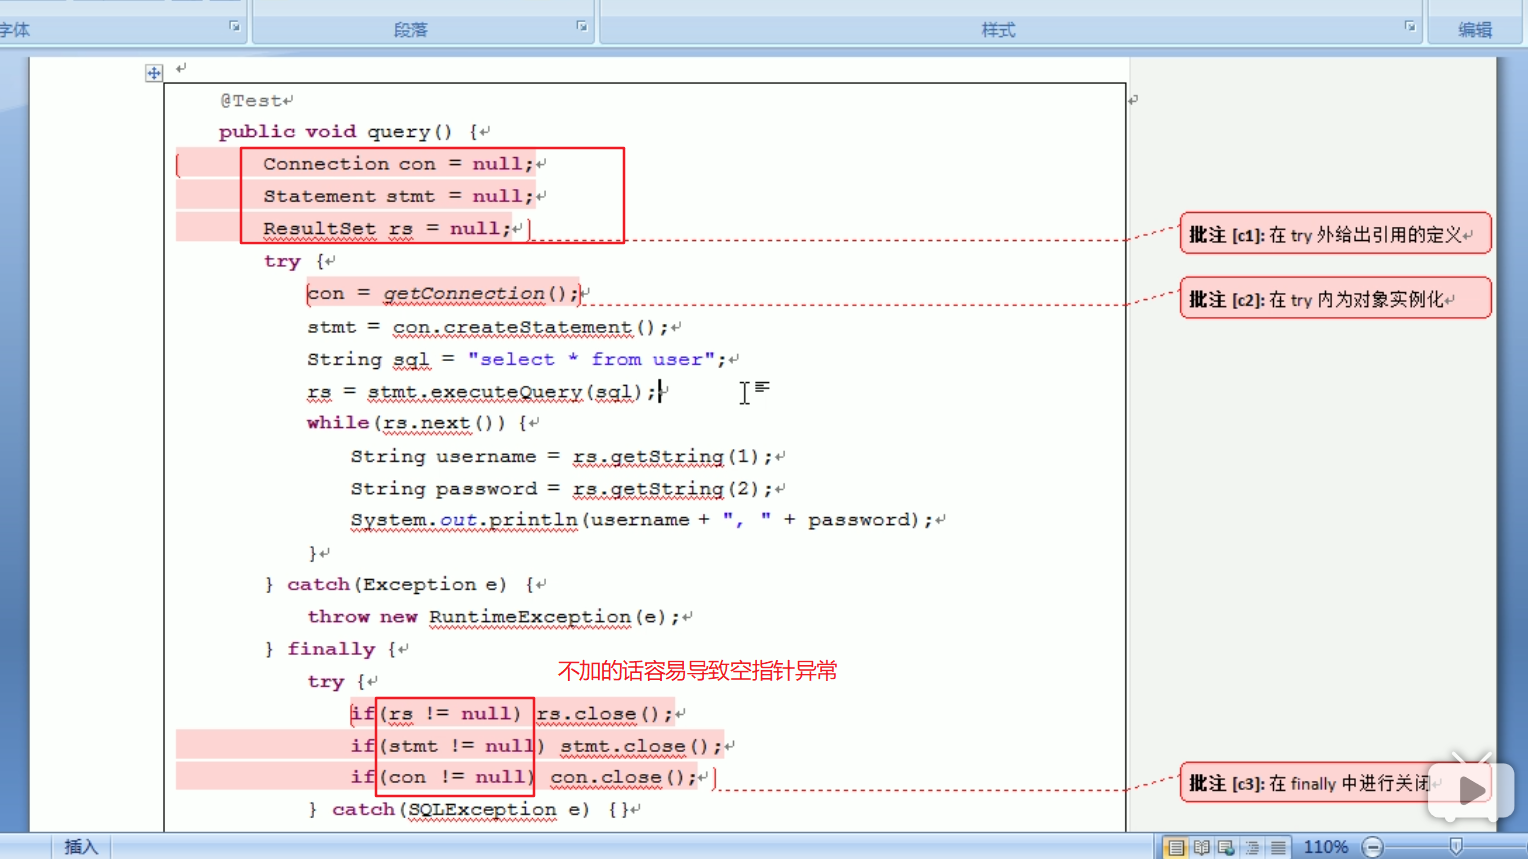 字体
段落
样式
编辑
@Test
public void query() {
Connection con = null;
Statement stmt = null;
ResultSet rs = null;
批注 [c1]: 在 try 外给出引用的定义
try {
con = getConnection();
批注 [c2]: 在 try 内为对象实例化
stmt = con.createStatement();
String sql = "select * from user";
rs = stmt.executeQuery(sql);
while(rs.next()) {
String username = rs.getString(1);
String password = rs.getString(2);
System.out.println(username + ", " + password);
}
} catch(Exception e) {
throw new RuntimeException(e);
} finally {
不加的话容易导致空指针异常
try {
if(rs != null) rs.close();
if(stmt != null) stmt.close();
if(con != null) con.close();
批注 [c3]: 在 finally 中进行关闭
} catch(SQLException e) {}
插入
110%